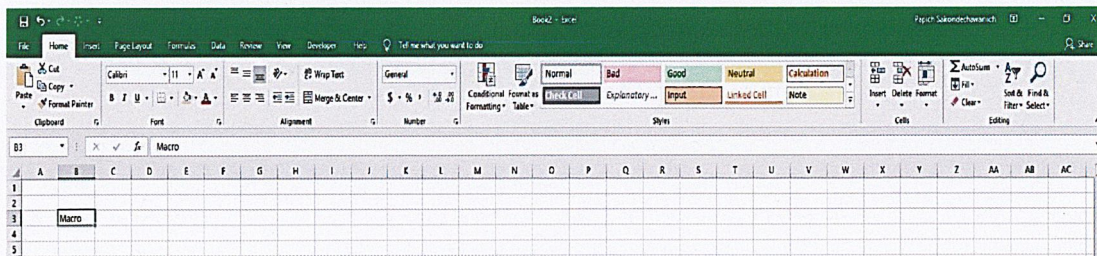 Book2 - Excel
Papich Sakondechawanich
File Home Insert Page Layout Formulas Data Review View Developer Help Tell me what you want to do Share
Paste
Cut
Copy
Format Painter
Clipboard
Calibri 11 A A
B I U A
Font
Wrap Text
Merge & Center
Alignment
General
$ % ,
Number
Conditional Formatting
Format as Table
Normal Bad Good Neutral Calculation
Check Cell Explanatory ... Input Linked Cell Note
Styles
Insert Delete Format
Cells
AutoSum
Fill
Clear
Sort & Filter
Find & Select
Editing
B3 fx Macro
A B C D E F G H I J K L M N O P Q R S T U V W X Y Z AA AB AC
1
2
3 Macro
4
5